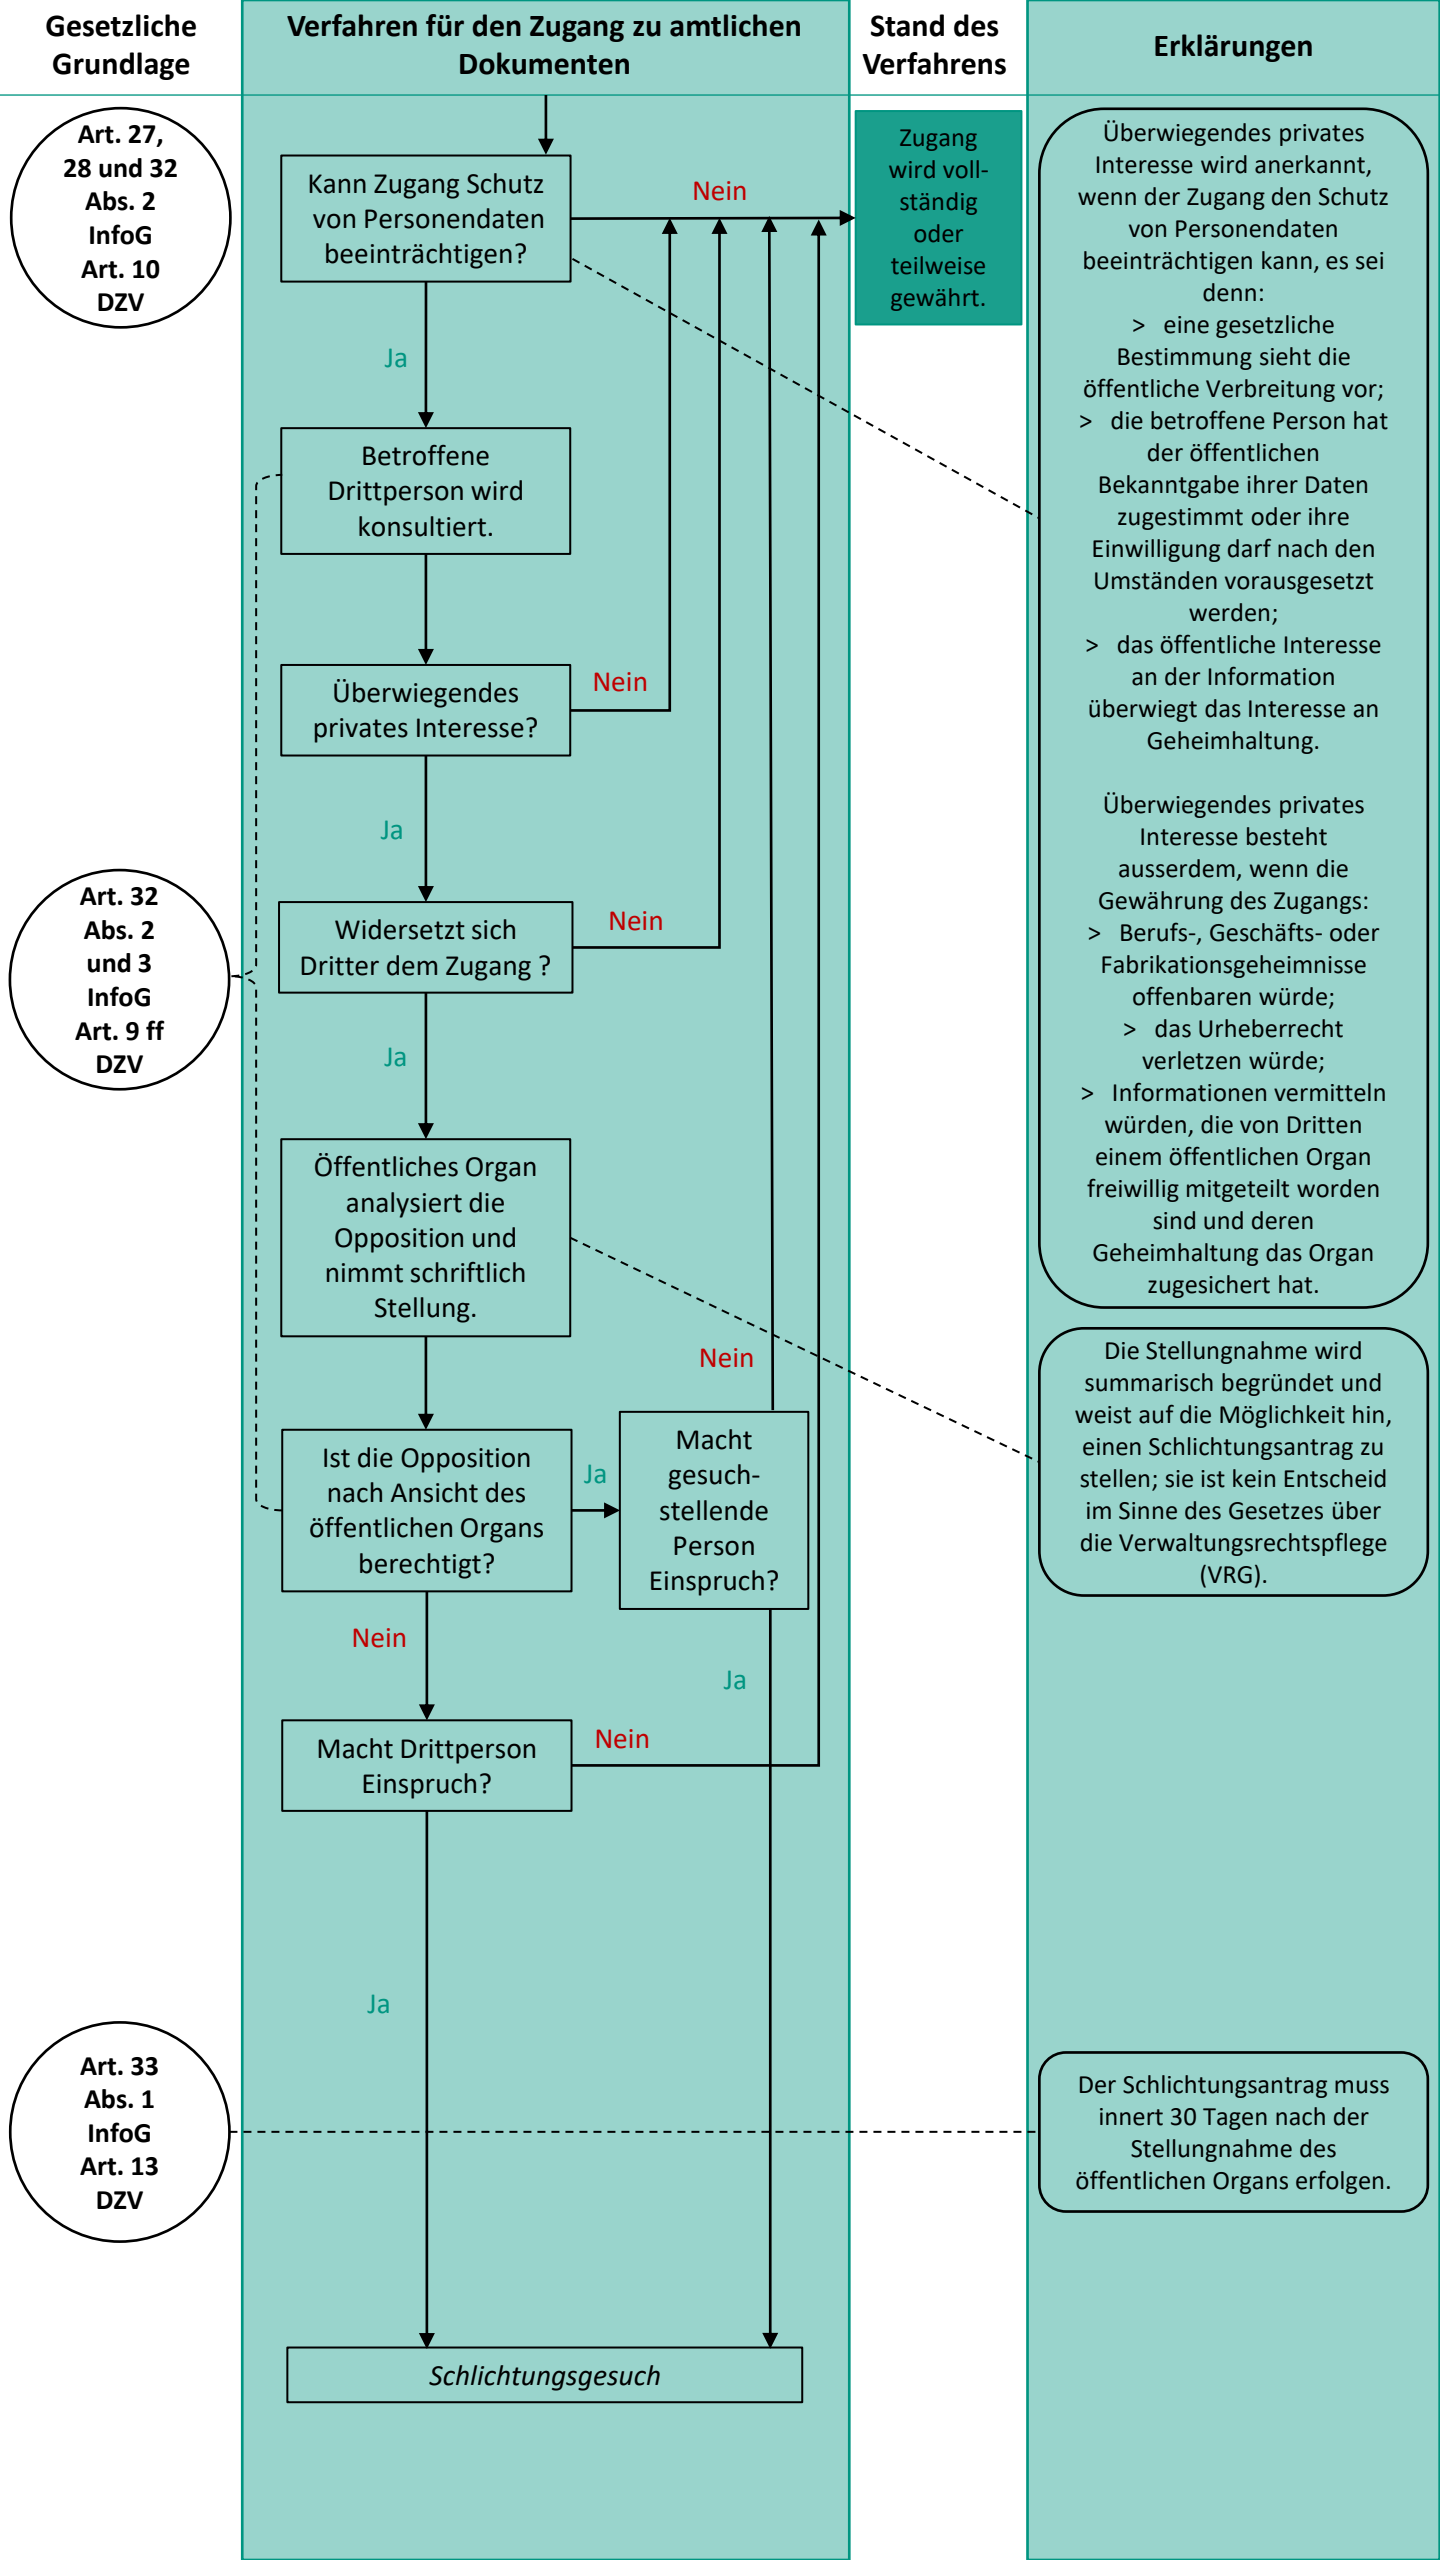 Gesetzliche
Grundlage
Verfahren für den Zugang zu amtlichen
Dokumenten
Stand des
Verfahrens
Erklärungen
Art. 27,
28 und 32
Abs. 2
InfoG
Art. 10
DZV
Kann Zugang Schutz
von Personendaten
beeinträchtigen?
Nein
Zugang
wird voll-
ständig
oder
teilweise
gewährt.
Ja
Betroffene
Drittperson wird
konsultiert.
Überwiegendes
privates Interesse?
Nein
Ja
Art. 32
Abs. 2
und 3
InfoG
Art. 9 ff
DZV
Widersetzt sich
Dritter dem Zugang ?
Nein
Ja
Öffentliches Organ
analysiert die
Opposition und
nimmt schriftlich
Stellung.
Ist die Opposition
nach Ansicht des
öffentlichen Organs
berechtigt?
Ja
Nein
Macht
gesuch-
stellende
Person
Einspruch?
Nein
Ja
Macht Drittperson
Einspruch?
Nein
Ja
Art. 33
Abs. 1
InfoG
Art. 13
DZV
Schlichtungsgesuch
Überwiegendes privates
Interesse wird anerkannt,
wenn der Zugang den Schutz
von Personendaten
beeinträchtigen kann, es sei
denn:
> eine gesetzliche
Bestimmung sieht die
öffentliche Verbreitung vor;
> die betroffene Person hat
der öffentlichen
Bekanntgabe ihrer Daten
zugestimmt oder ihre
Einwilligung darf nach den
Umständen vorausgesetzt
werden;
> das öffentliche Interesse
an der Information
überwiegt das Interesse an
Geheimhaltung.
Überwiegendes privates
Interesse besteht
ausserdem, wenn die
Gewährung des Zugangs:
> Berufs-, Geschäfts- oder
Fabrikationsgeheimnisse
offenbaren würde;
> das Urheberrecht
verletzen würde;
> Informationen vermitteln
würden, die von Dritten
einem öffentlichen Organ
freiwillig mitgeteilt worden
sind und deren
Geheimhaltung das Organ
zugesichert hat.
Die Stellungnahme wird
summarisch begründet und
weist auf die Möglichkeit hin,
einen Schlichtungsantrag zu
stellen; sie ist kein Entscheid
im Sinne des Gesetzes über
die Verwaltungsrechtspflege
(VRG).
Der Schlichtungsantrag muss
innert 30 Tagen nach der
Stellungnahme des
öffentlichen Organs erfolgen.